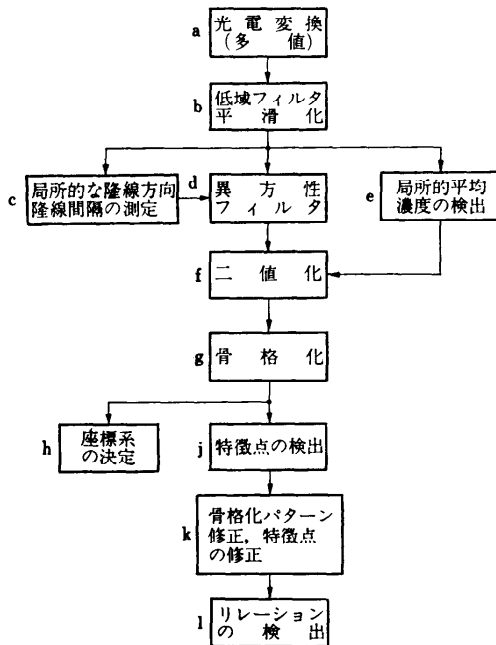 a
光電変換
(多値)
b
低域フィルタ
平滑化
c
局所的な隆線方向
隆線間隔の測定
d
異方性
フィルタ
e
局所的平均
濃度の検出
f
二値化
g
骨格化
h
座標系
の決定
j
特徴点の検出
k
骨格化パターン
修正,特徴点
の修正
l
リレーション
の検出